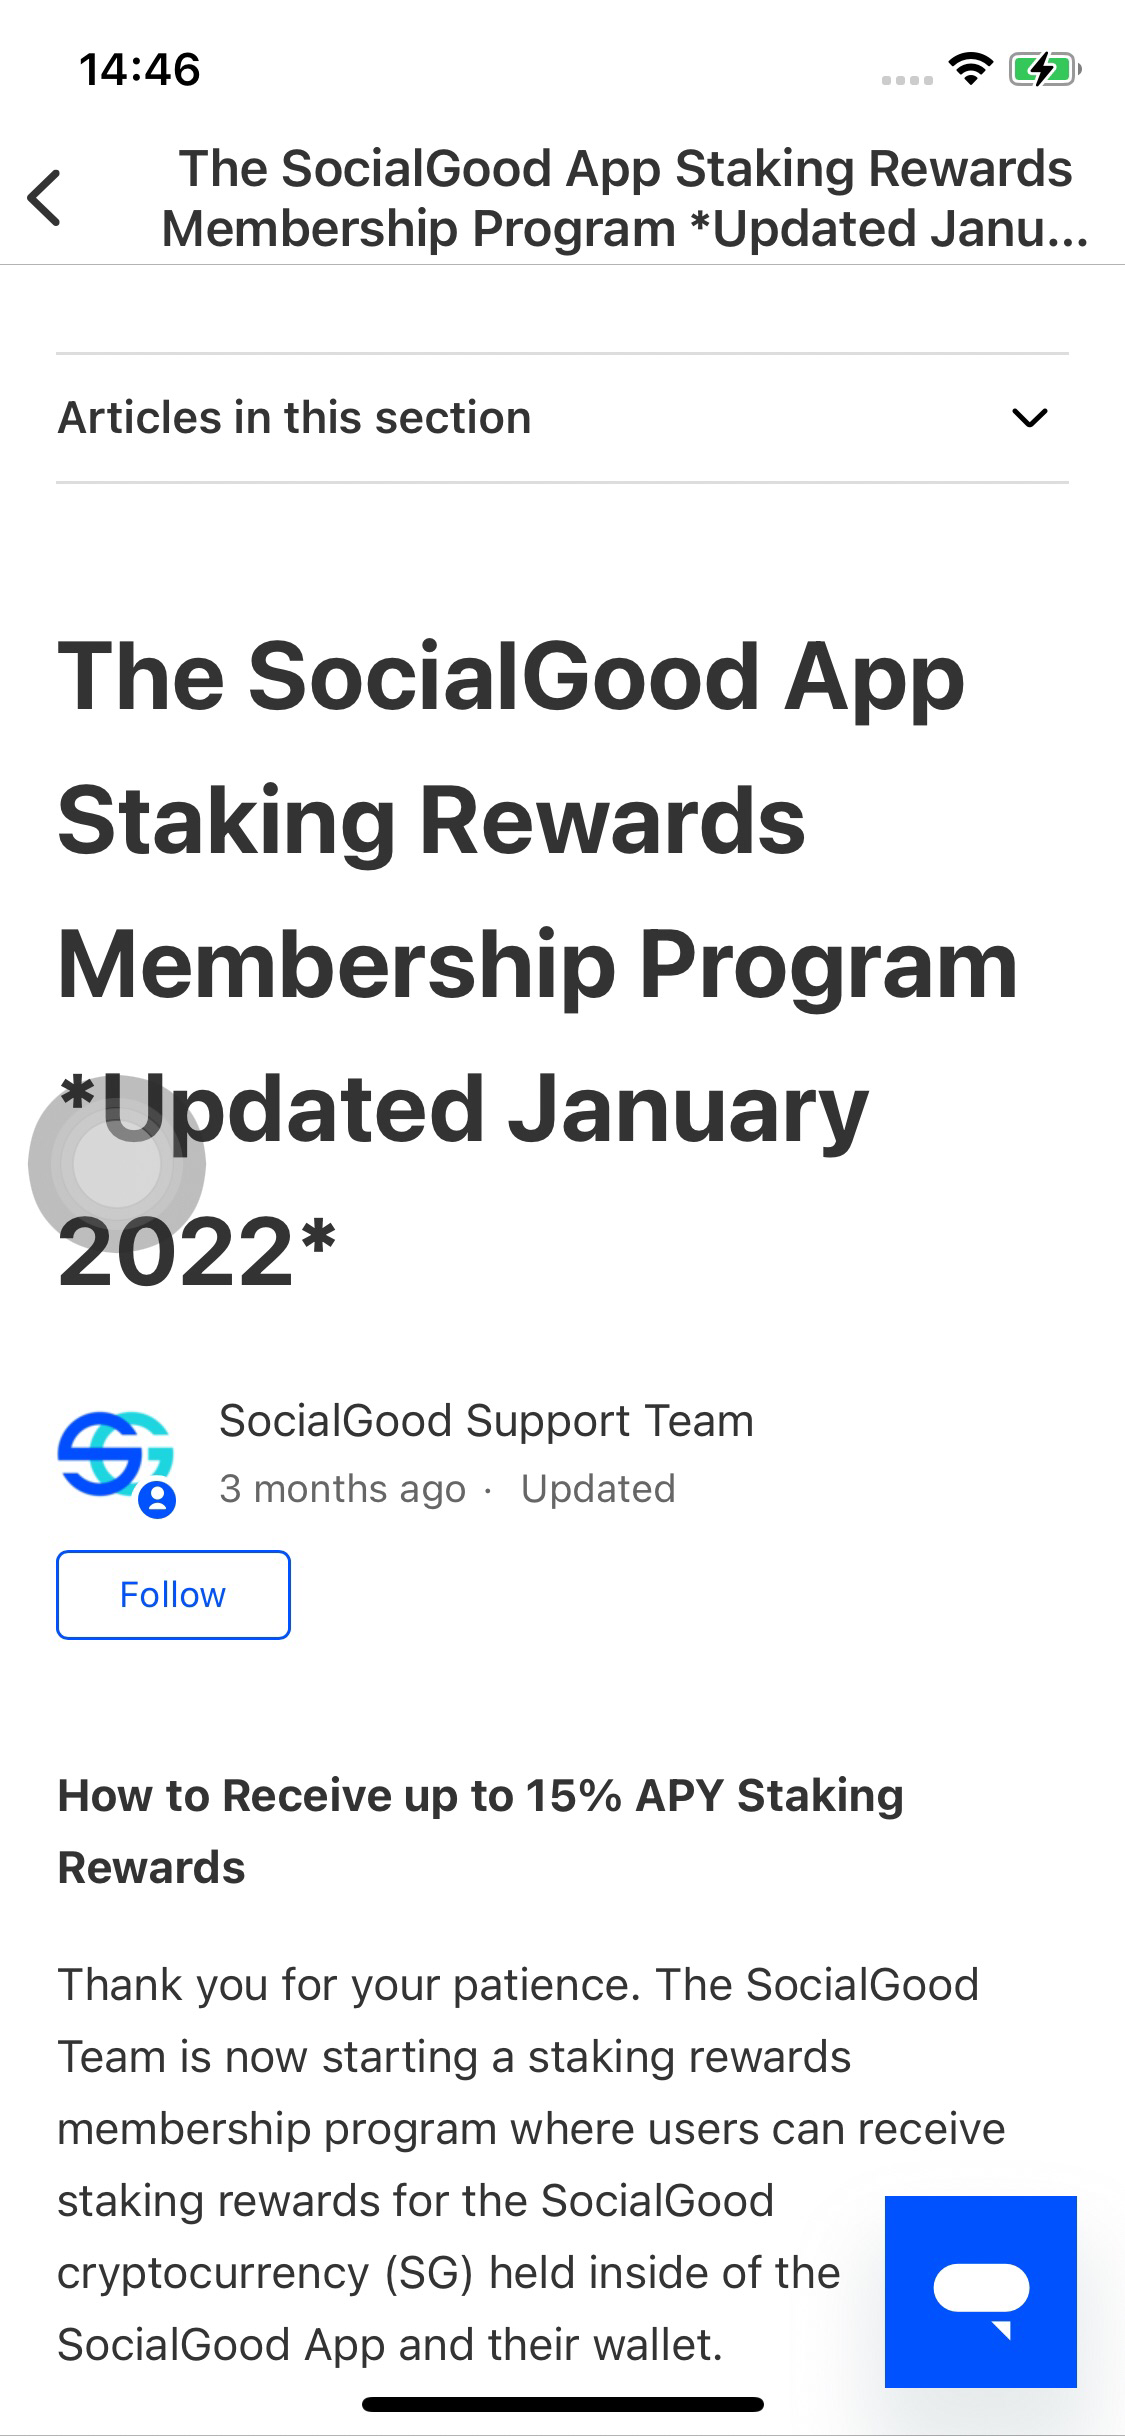 14:46
The SocialGood App Staking Rewards
Membership Program *Updated Janu...
Articles in this section
The SocialGood App
Staking Rewards
Membership Program
*Updated January
2022*
SocialGood Support Team
3 months ago · Updated
Follow
How to Receive up to 15% APY Staking
Rewards
Thank you for your patience. The SocialGood
Team is now starting a staking rewards
membership program where users can receive
staking rewards for the SocialGood
cryptocurrency (SG) held inside of the
SocialGood App and their wallet.